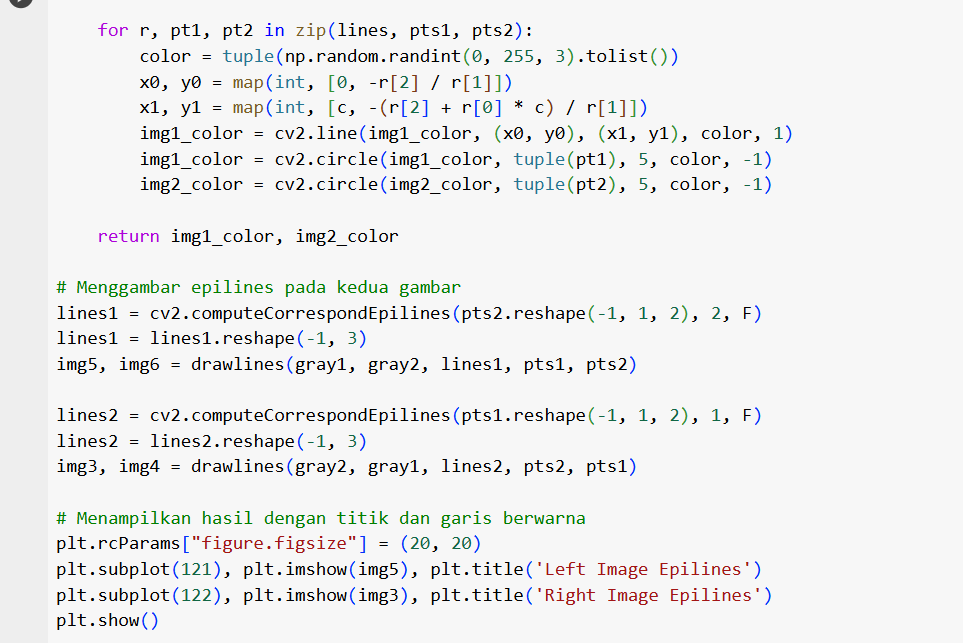 for r, pt1, pt2 in zip(lines, pts1, pts2):
color = tuple(np.random.randint(0, 255, 3).tolist())
x0, y0 = map(int, [0, -r[2] / r[1]])
x1, y1 = map(int, [c, -(r[2] + r[0] * c) / r[1]])
img1_color = cv2.line(img1_color, (x0, y0), (x1, y1), color, 1)
img1_color = cv2.circle(img1_color, tuple(pt1), 5, color, -1)
img2_color = cv2.circle(img2_color, tuple(pt2), 5, color, -1)
return img1_color, img2_color
# Menggambar epilines pada kedua gambar
lines1 = cv2.computeCorrespondEpilines(pts2.reshape(-1, 1, 2), 2, F)
lines1 = lines1.reshape(-1, 3)
img5, img6 = drawlines(gray1, gray2, lines1, pts1, pts2)
lines2 = cv2.computeCorrespondEpilines(pts1.reshape(-1, 1, 2), 1, F)
lines2 = lines2.reshape(-1, 3)
img3, img4 = drawlines(gray2, gray1, lines2, pts2, pts1)
# Menampilkan hasil dengan titik dan garis berwarna
plt.rcParams["figure.figsize"] = (20, 20)
plt.subplot(121), plt.imshow(img5), plt.title('Left Image Epilines')
plt.subplot(122), plt.imshow(img3), plt.title('Right Image Epilines')
plt.show()